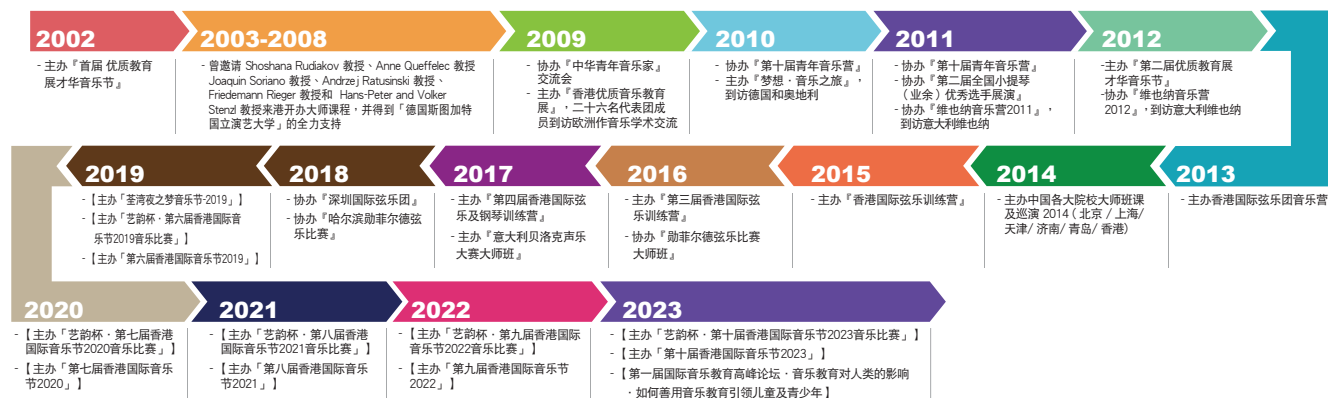 2002
- 主办『首届 优质教育
展才华音乐节』
2003-2008
- 曾邀请 Shoshana Rudiakov 教授、Anne Queffelec 教授
Joaquin Soriano 教授、Andrzej Ratusinski 教授、
Friedemann Rieger 教授和 Hans-Peter and Volker
Stenzl 教授来港开办大师课程，并得到「德国斯图加特
国立演艺大学」的全力支持
2009
- 协办『中华青年音乐家』
交流会
- 主办『香港优质音乐教育
展』，二十六名代表团成
员到访欧洲作音乐学术交流
2010
- 协办『第十届青年音乐营』
- 主办『梦想．音乐之旅』，
到访德国和奥地利
2011
- 协办『第十届青年音乐营』
- 协办『第二届全国小提琴
（业余）优秀选手展演』
- 协办『维也纳音乐营2011』，
到访意大利维也纳
2012
-主办『第二届优质教育展
才华音乐节』
-协办『维也纳音乐营
2012』，到访意大利维也纳
2013
- 主办香港国际弦乐团音乐营
2014
- 主办中国各大院校大师班课
及巡演 2014 ( 北京 / 上海/
天津/ 济南/ 青岛/ 香港)
2015
- 主办『香港国际弦乐训练营』
2016
- 主办『第三届香港国际弦
乐训练营』
- 协办『勋菲尔德弦乐比赛
大师班』
2017
- 主办『第四届香港国际弦
乐及钢琴训练营』
- 主办『意大利贝洛克声乐
大赛大师班』
2018
- 协办『深圳国际弦乐团』
- 协办『哈尔滨勋菲尔德弦
乐比赛』
2019
-【主办「荃湾夜之梦音乐节-2019」】
-【主办「艺韵杯．第六届香港国际音
乐节2019音乐比赛」】
-【主办「第六届香港国际音乐节2019」】
2020
-【主办「艺韵杯．第七届香港
国际音乐节2020音乐比赛」】
-【主办「第七届香港国际音乐
节2020」】
2021
-【主办「艺韵杯．第八届香港
国际音乐节2021音乐比赛」】
-【主办「第八届香港国际音乐
节2021」】
2022
-【主办「艺韵杯．第九届香港国际
音乐节2022音乐比赛」】
-【主办「第九届香港国际音乐节
2022」】
2023
-【主办「艺韵杯．第十届香港国际音乐节2023音乐比赛」】
-【主办「第十届香港国际音乐节2023」】
-【第一届国际音乐教育高峰论坛．音乐教育对人类的影响
．如何善用音乐教育引领儿童及青少年】